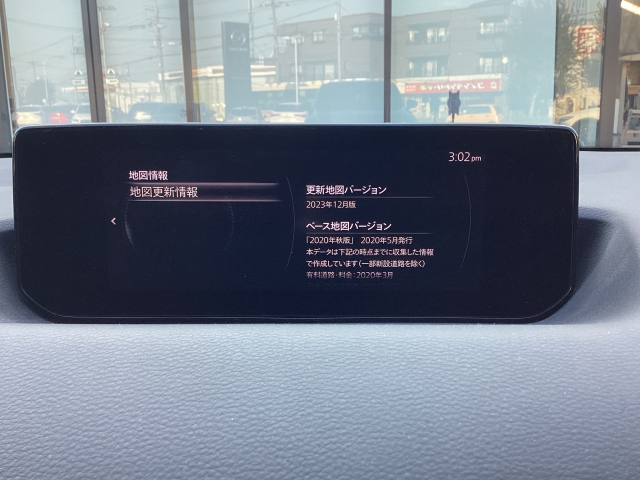 3:02pm
地図情報
地図更新情報
更新地図バージョン
2023年12月版
ベース地図バージョン
「2020年秋版」 2020年5月発行
本データは下記の時点までに収集した情報
で作成しています(一部新設道路を除く)
有料道路・料金:2020年3月